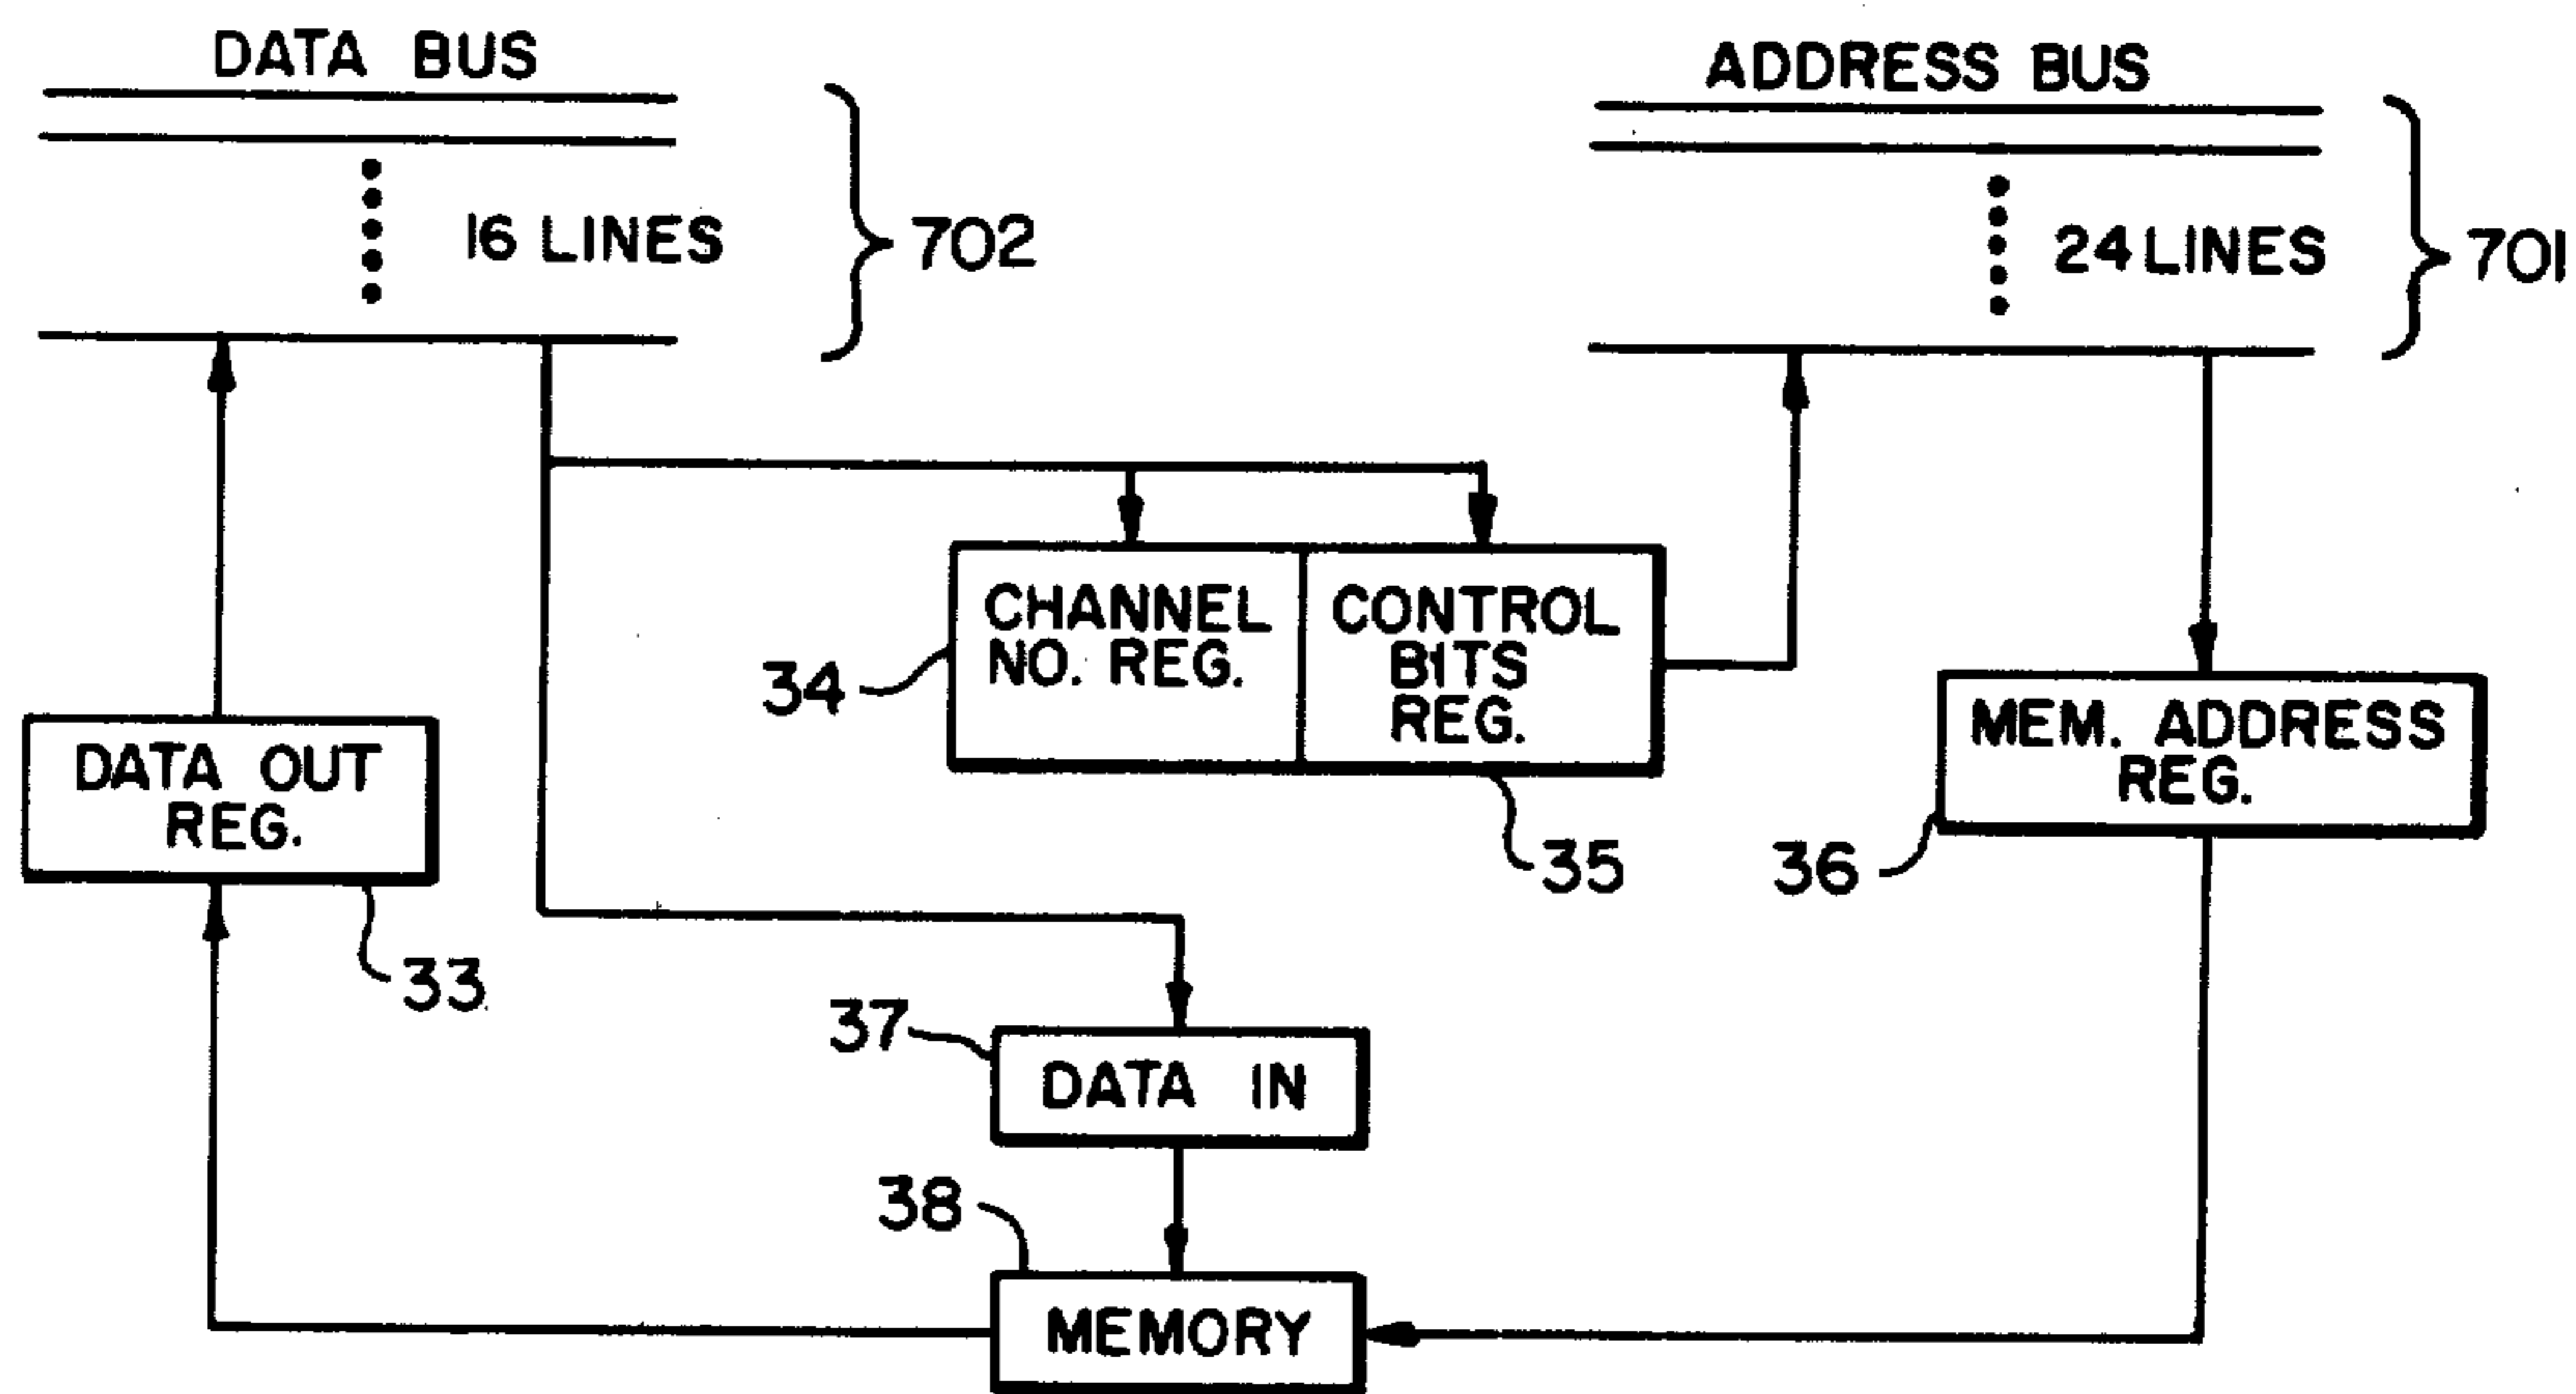 DATA BUS
ADDRESS BUS
16 LINES
702
24 LINES
701
CHANNEL
NO. REG.
34
CONTROL
BITS
REG.
35
MEM. ADDRESS
REG.
36
DATA OUT
REG.
33
37
DATA IN
38
MEMORY